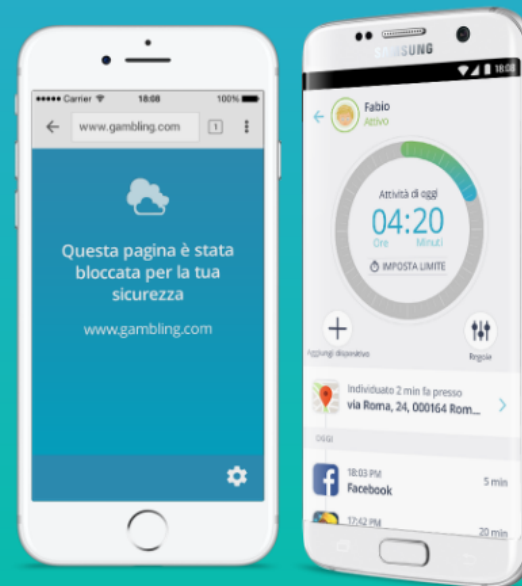 Carrier 18:08 100%
www.gambling.com 1
Questa pagina è stata
bloccata per la tua
sicurezza
www.gambling.com
SAMSUNG
18:08
Fabio
Attivo
Attività di oggi
04:20
Ore Minuti
IMPOSTA LIMITE
Aggiungi dispositivo
Regole
Individuato 2 min fa presso
via Roma, 24, 000164 Rom...
OGGI
18:03 PM
Facebook
5 min
17:42 PM
20 min